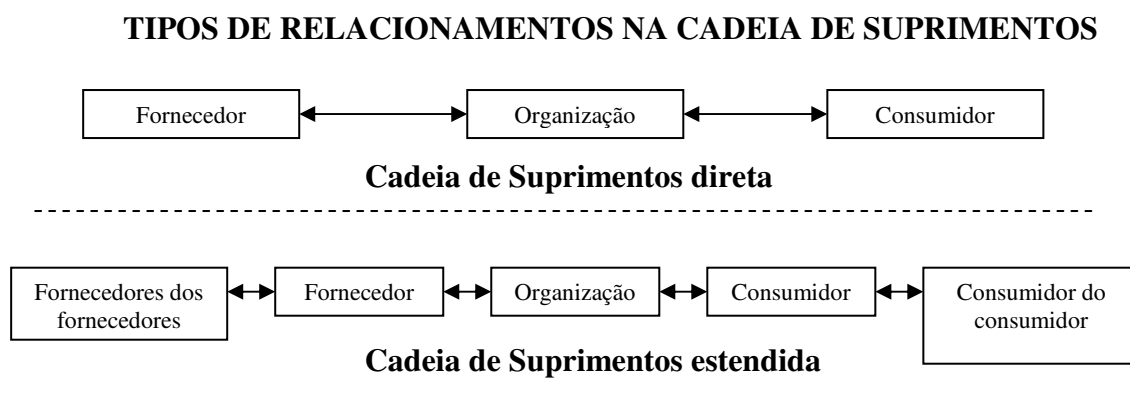 TIPOS DE RELACIONAMENTOS NA CADEIA DE SUPRIMENTOS
Fornecedor
Organização
Consumidor
Cadeia de Suprimentos direta
Fornecedores dos
fornecedores
Fornecedor
Organização
Consumidor
Consumidor do
consumidor
Cadeia de Suprimentos estendida